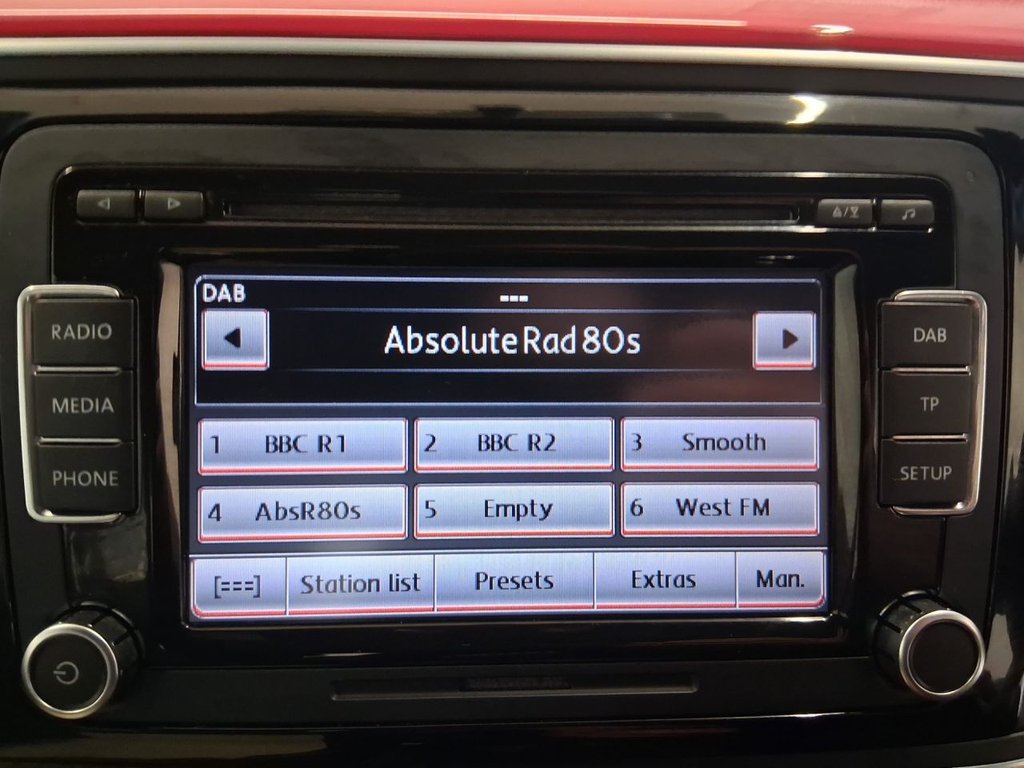 DAB
---
AbsoluteRad80s
RADIO
MEDIA
PHONE
DAB
TP
SETUP
1 BBC R1
2 BBC R2
3 Smooth
4 AbsR80s
5 Empty
6 West FM
[===]
Station list
Presets
Extras
Man.